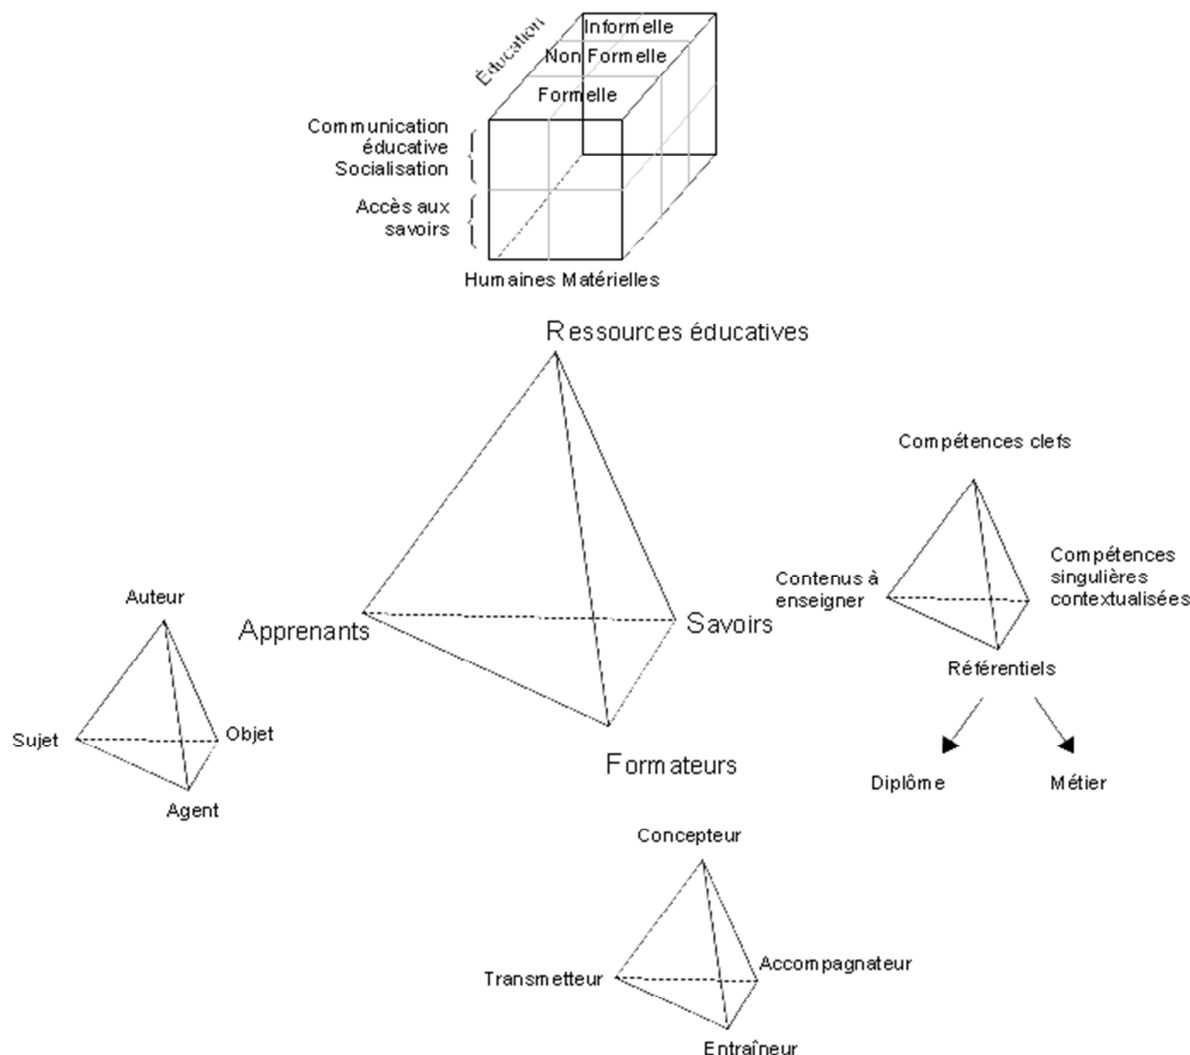 Éducation
Informelle
Non Formelle
Formelle
Communication
éducative
Socialisation
Accès aux
savoirs
Humaines Matérielles
Ressources éducatives
Compétences clefs
Contenus à
enseigner
Compétences
singulières
contextualisées
Référentiels
Diplôme
Métier
Auteur
Apprenants
Savoirs
Sujet
Objet
Agent
Formateurs
Concepteur
Transmetteur
Accompagnateur
Entraîneur